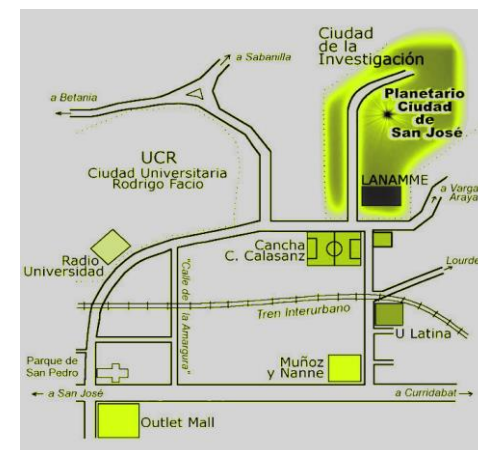 Ciudad
de la
Investigación
a Sabanilla
a Betania
Planetario
Ciudad
de
San José
UCR
Ciudad Universitaria
Rodrigo Facio
LANAMME
a Varga
Araya
Radio
Universidad
Cancha
C. Calasanz
Lourde
"Calle de la Amargura"
Tren Interurbano
U Latina
Parque de
San Pedro
Muñoz
y Nanne
a San José
a Curridabat
Outlet Mall